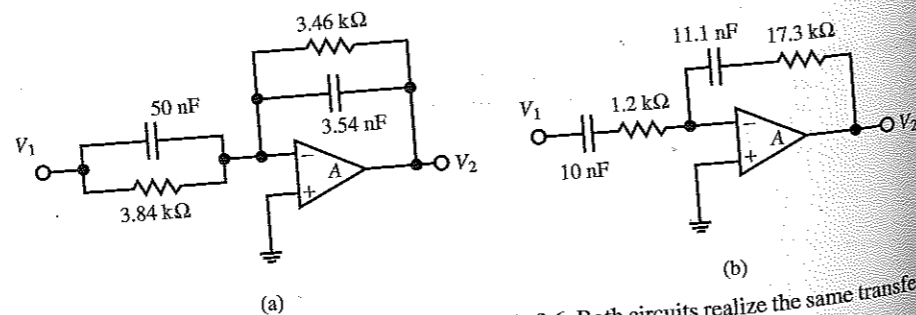 3.46 kΩ
50 nF
3.54 nF
V1
A
V2
−
+
3.84 kΩ
(a)
11.1 nF
17.3 kΩ
V1
1.2 kΩ
10 nF
A
−
+
(b)
Both circuits realize the same